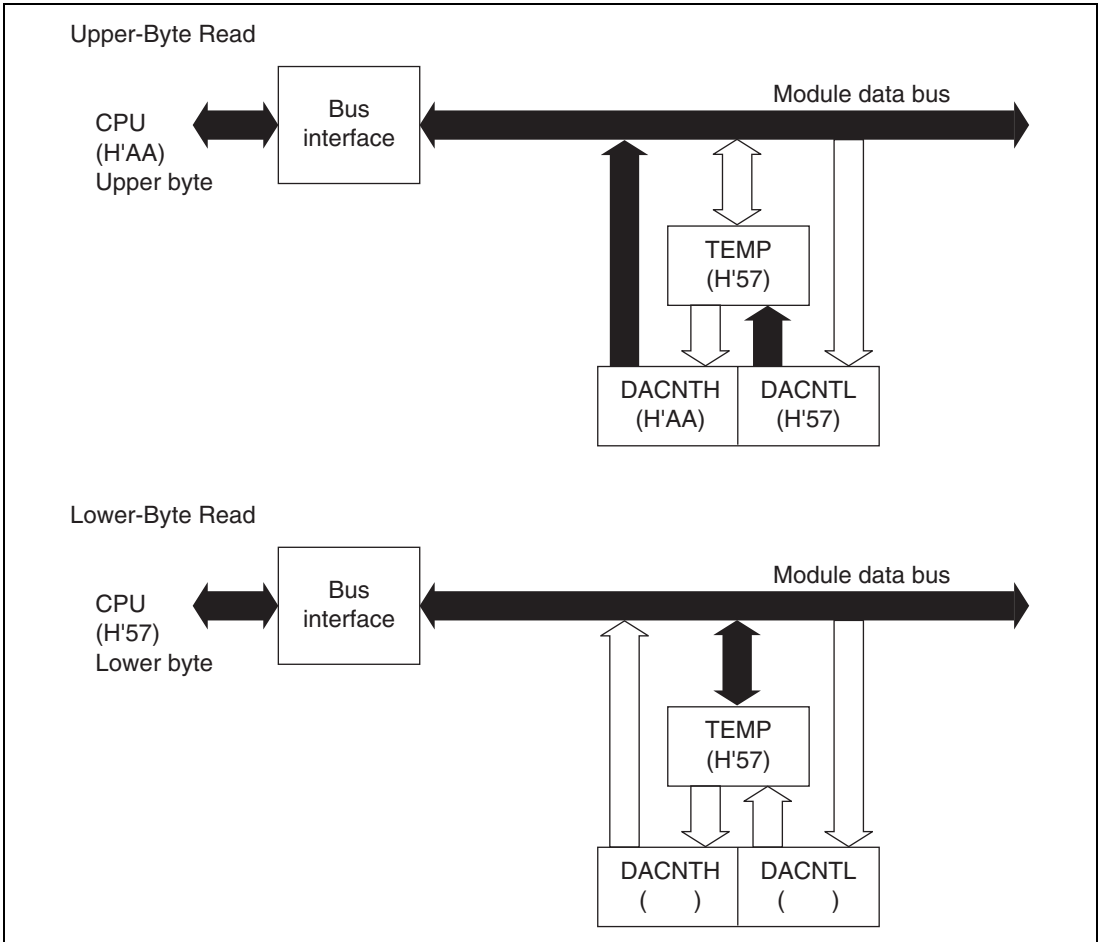 Upper-Byte Read
CPU
(H'AA)
Upper byte
Bus
interface
Module data bus
TEMP
(H'57)
DACNTH
(H'AA)
DACNTL
(H'57)
Lower-Byte Read
CPU
(H'57)
Lower byte
Bus
interface
Module data bus
TEMP
(H'57)
DACNTH
( )
DACNTL
( )